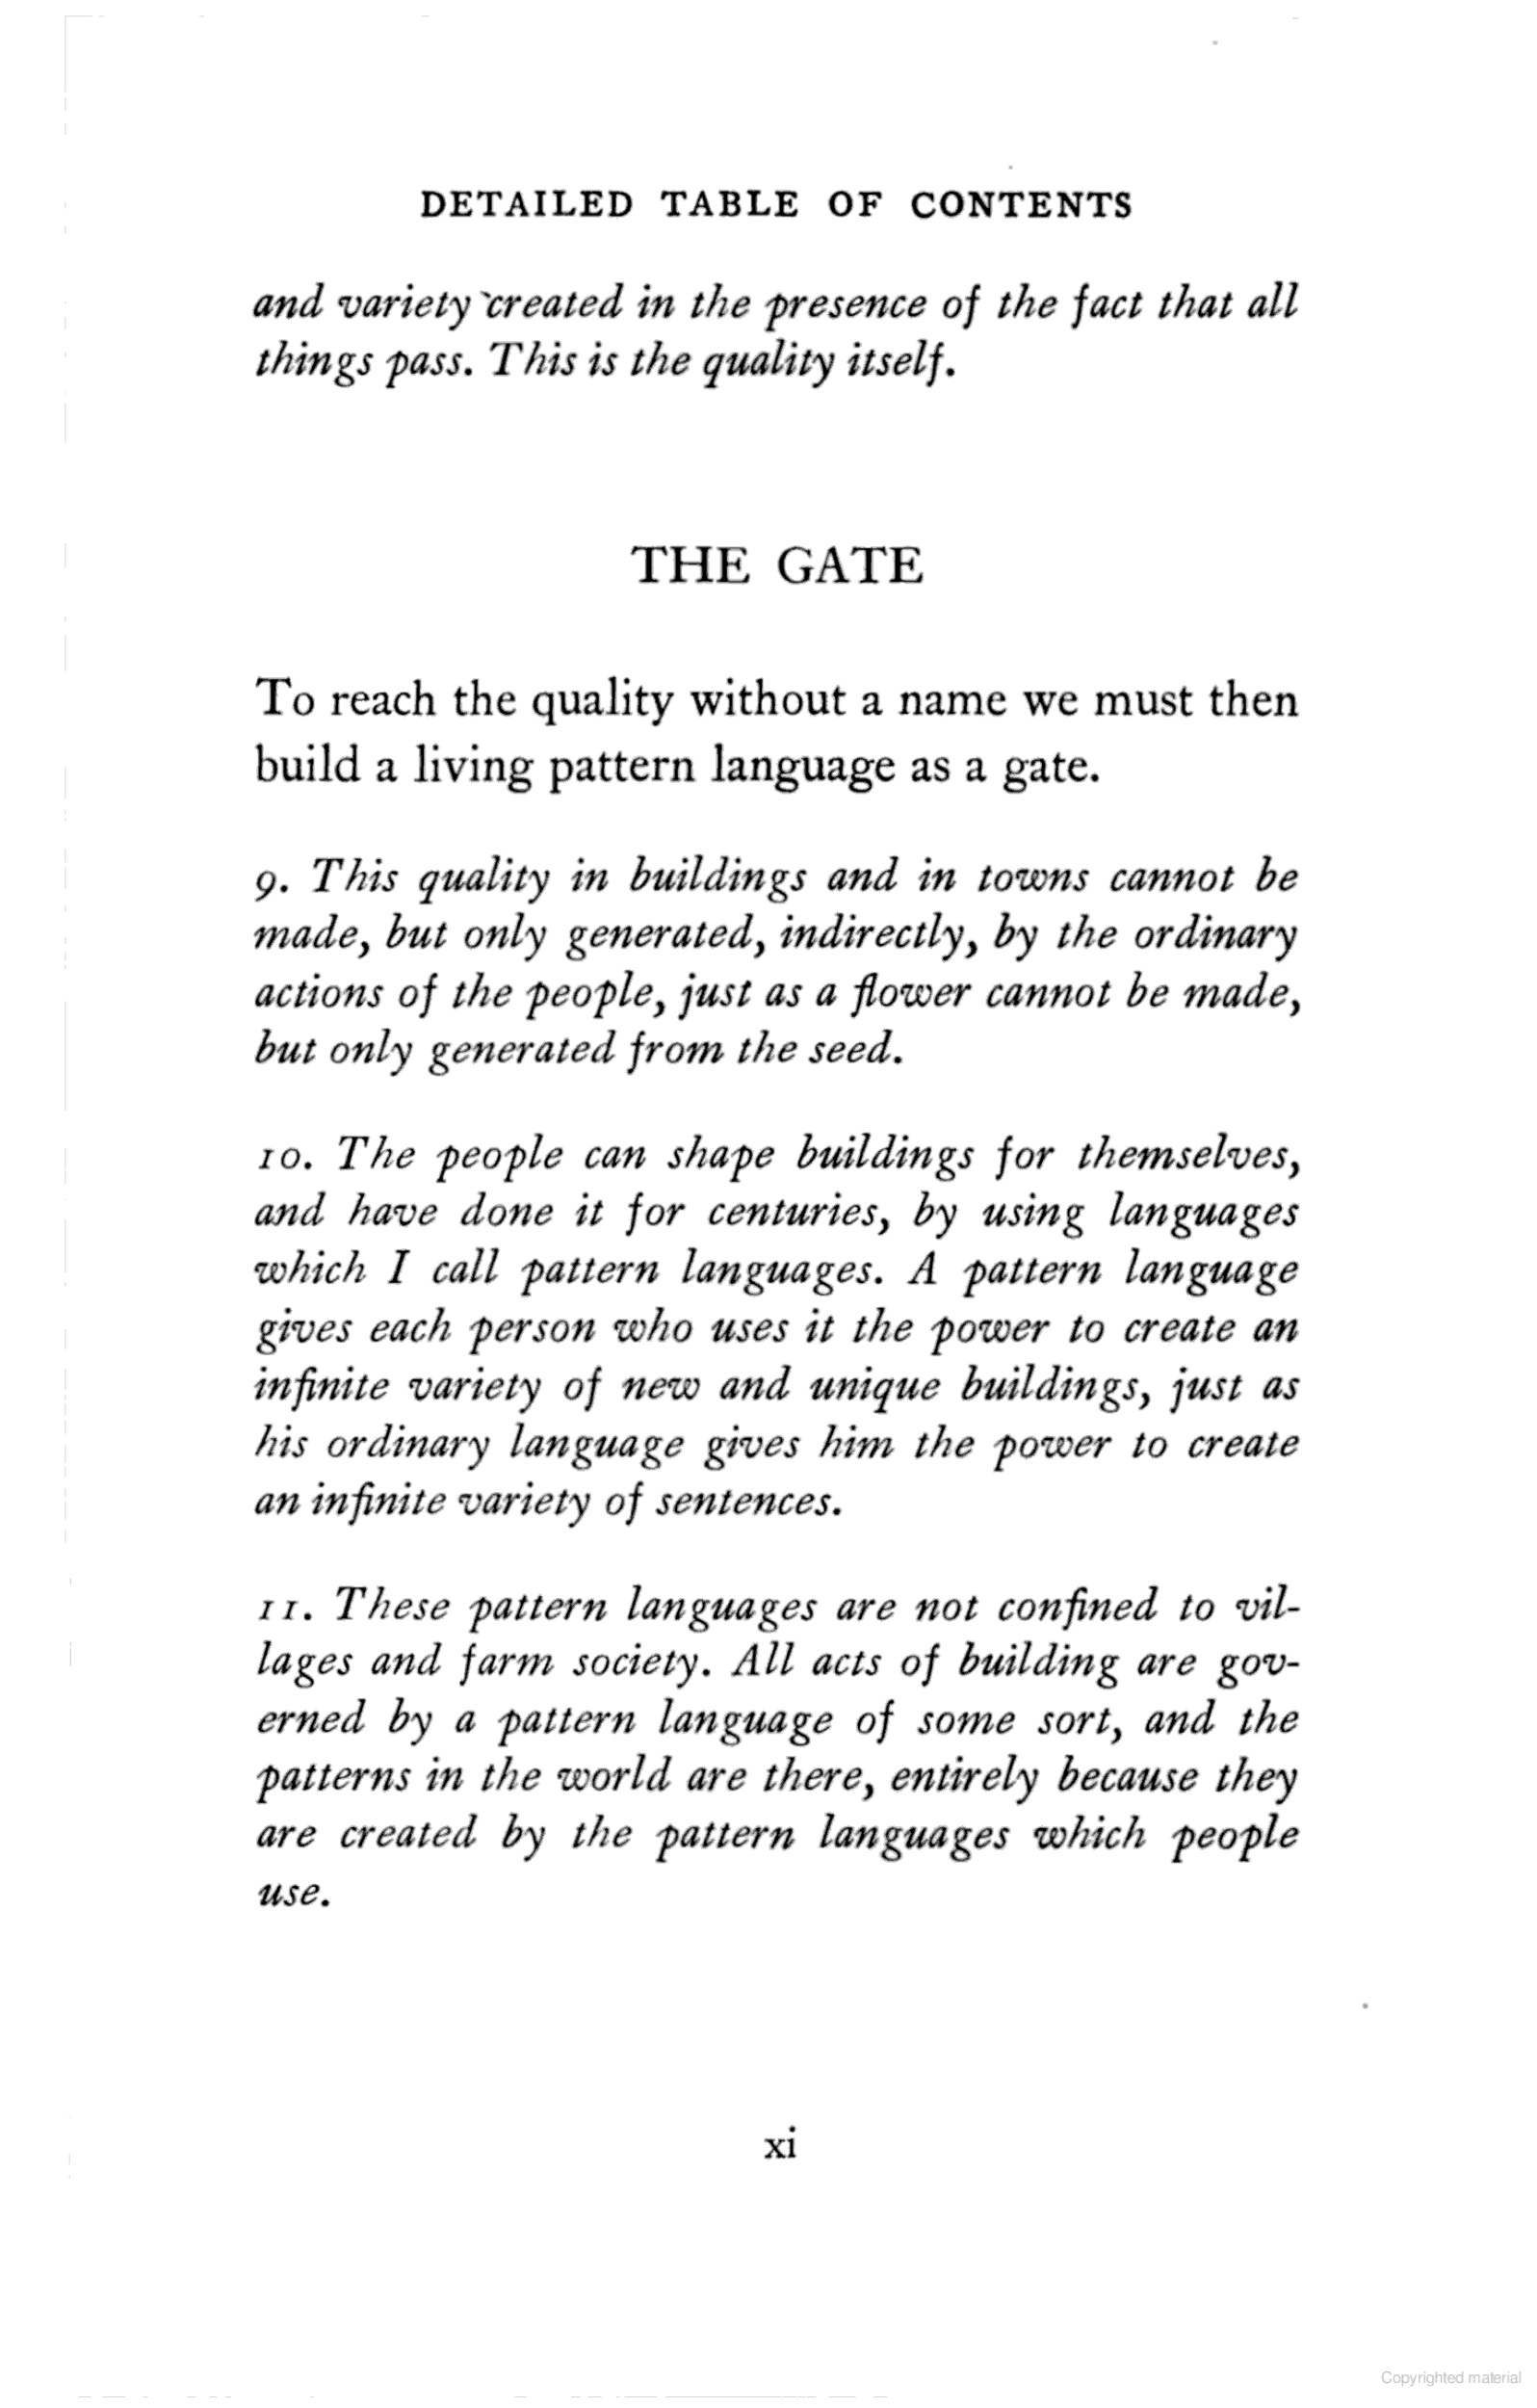 DETAILED TABLE OF CONTENTS
and variety created in the presence of the fact that all
things pass. This is the quality itself.
THE GATE
To reach the quality without a name we must then
build a living pattern language as a gate.
9. This quality in buildings and in towns cannot be
made, but only generated, indirectly, by the ordinary
actions of the people, just as a flower cannot be made,
but only generated from the seed.
10. The people can shape buildings for themselves,
and have done it for centuries, by using languages
which I call pattern languages. A pattern language
gives each person who uses it the power to create an
infinite variety of new and unique buildings, just as
his ordinary language gives him the power to create
an infinite variety of sentences.
11. These pattern languages are not confined to vil-
lages and farm society. All acts of building are gov-
erned by a pattern language of some sort, and the
patterns in the world are there, entirely because they
are created by the pattern languages which people
use.
xi
Copyrighted material